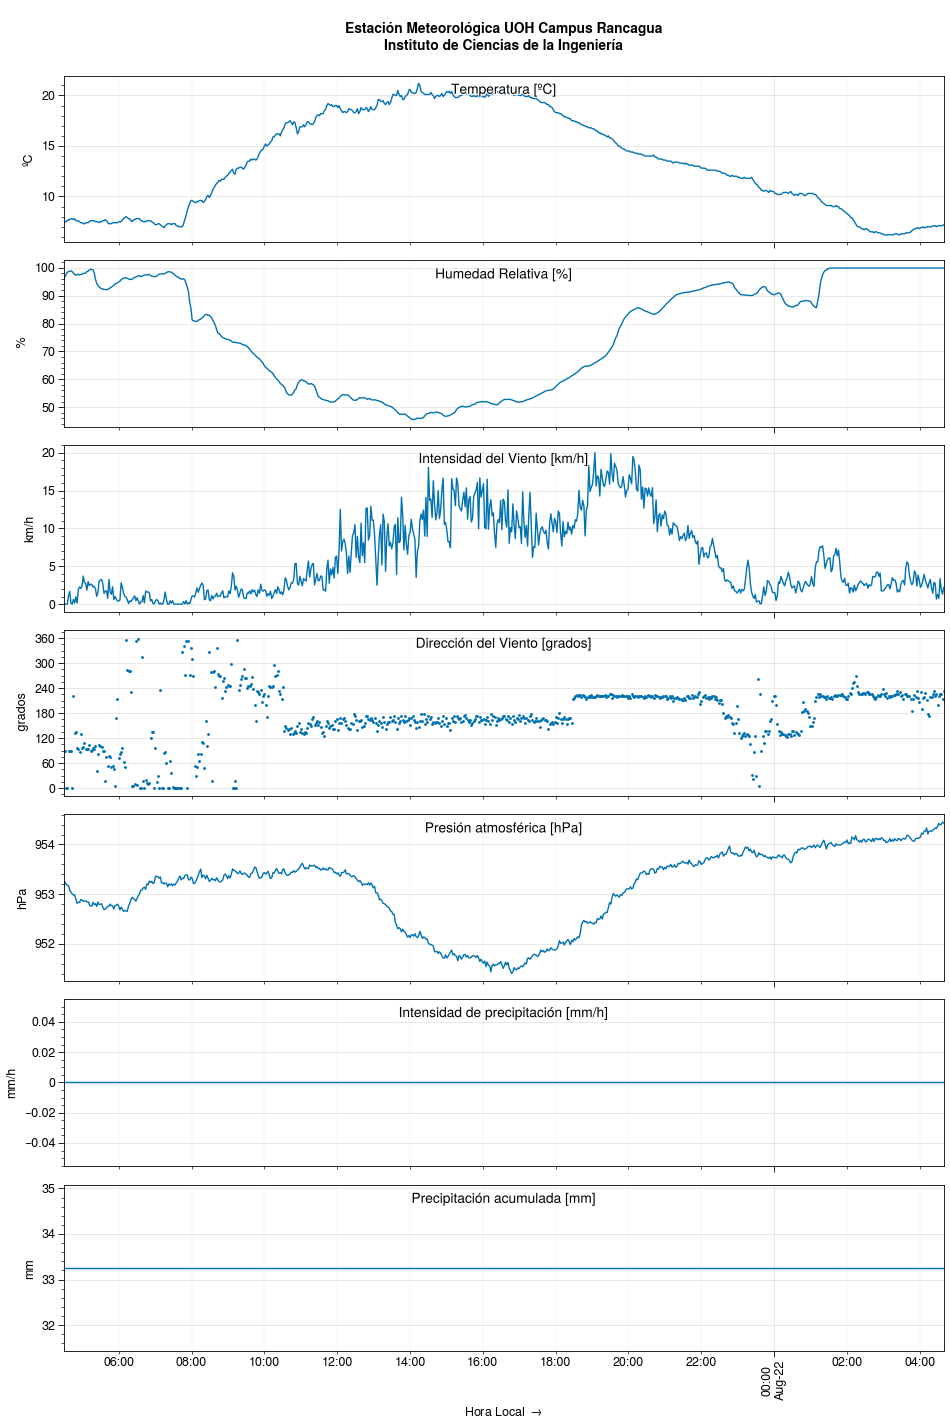 Estación Meteorológica UOH Campus Rancagua
Instituto de Ciencias de la Ingeniería
Temperatura [ºC]
ºC
20
15
10
Humedad Relativa [%]
%
100
90
80
70
60
50
Intensidad del Viento [km/h]
km/h
20
15
10
5
0
Dirección del Viento [grados]
grados
360
300
240
180
120
60
0
Presión atmosférica [hPa]
hPa
954
953
952
Intensidad de precipitación [mm/h]
mm/h
0.04
0.02
0
−0.02
−0.04
Precipitación acumulada [mm]
mm
35
34
33
32
06:00 08:00 10:00 12:00 14:00 16:00 18:00 20:00 22:00 00:00 02:00 04:00
Aug-22
Hora Local →